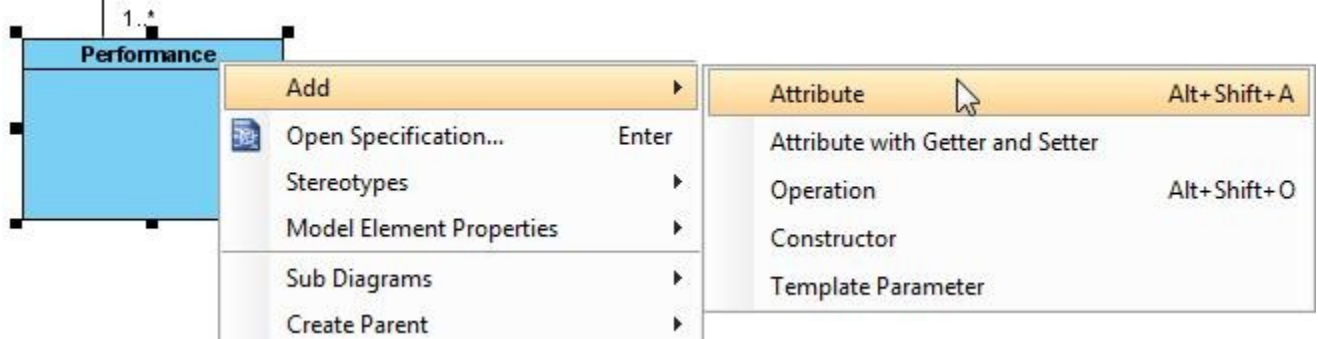 1..*
Performance
Add
Open Specification... Enter
Stereotypes
Model Element Properties
Sub Diagrams
Create Parent
Attribute Alt+Shift+A
Attribute with Getter and Setter
Operation Alt+Shift+O
Constructor
Template Parameter